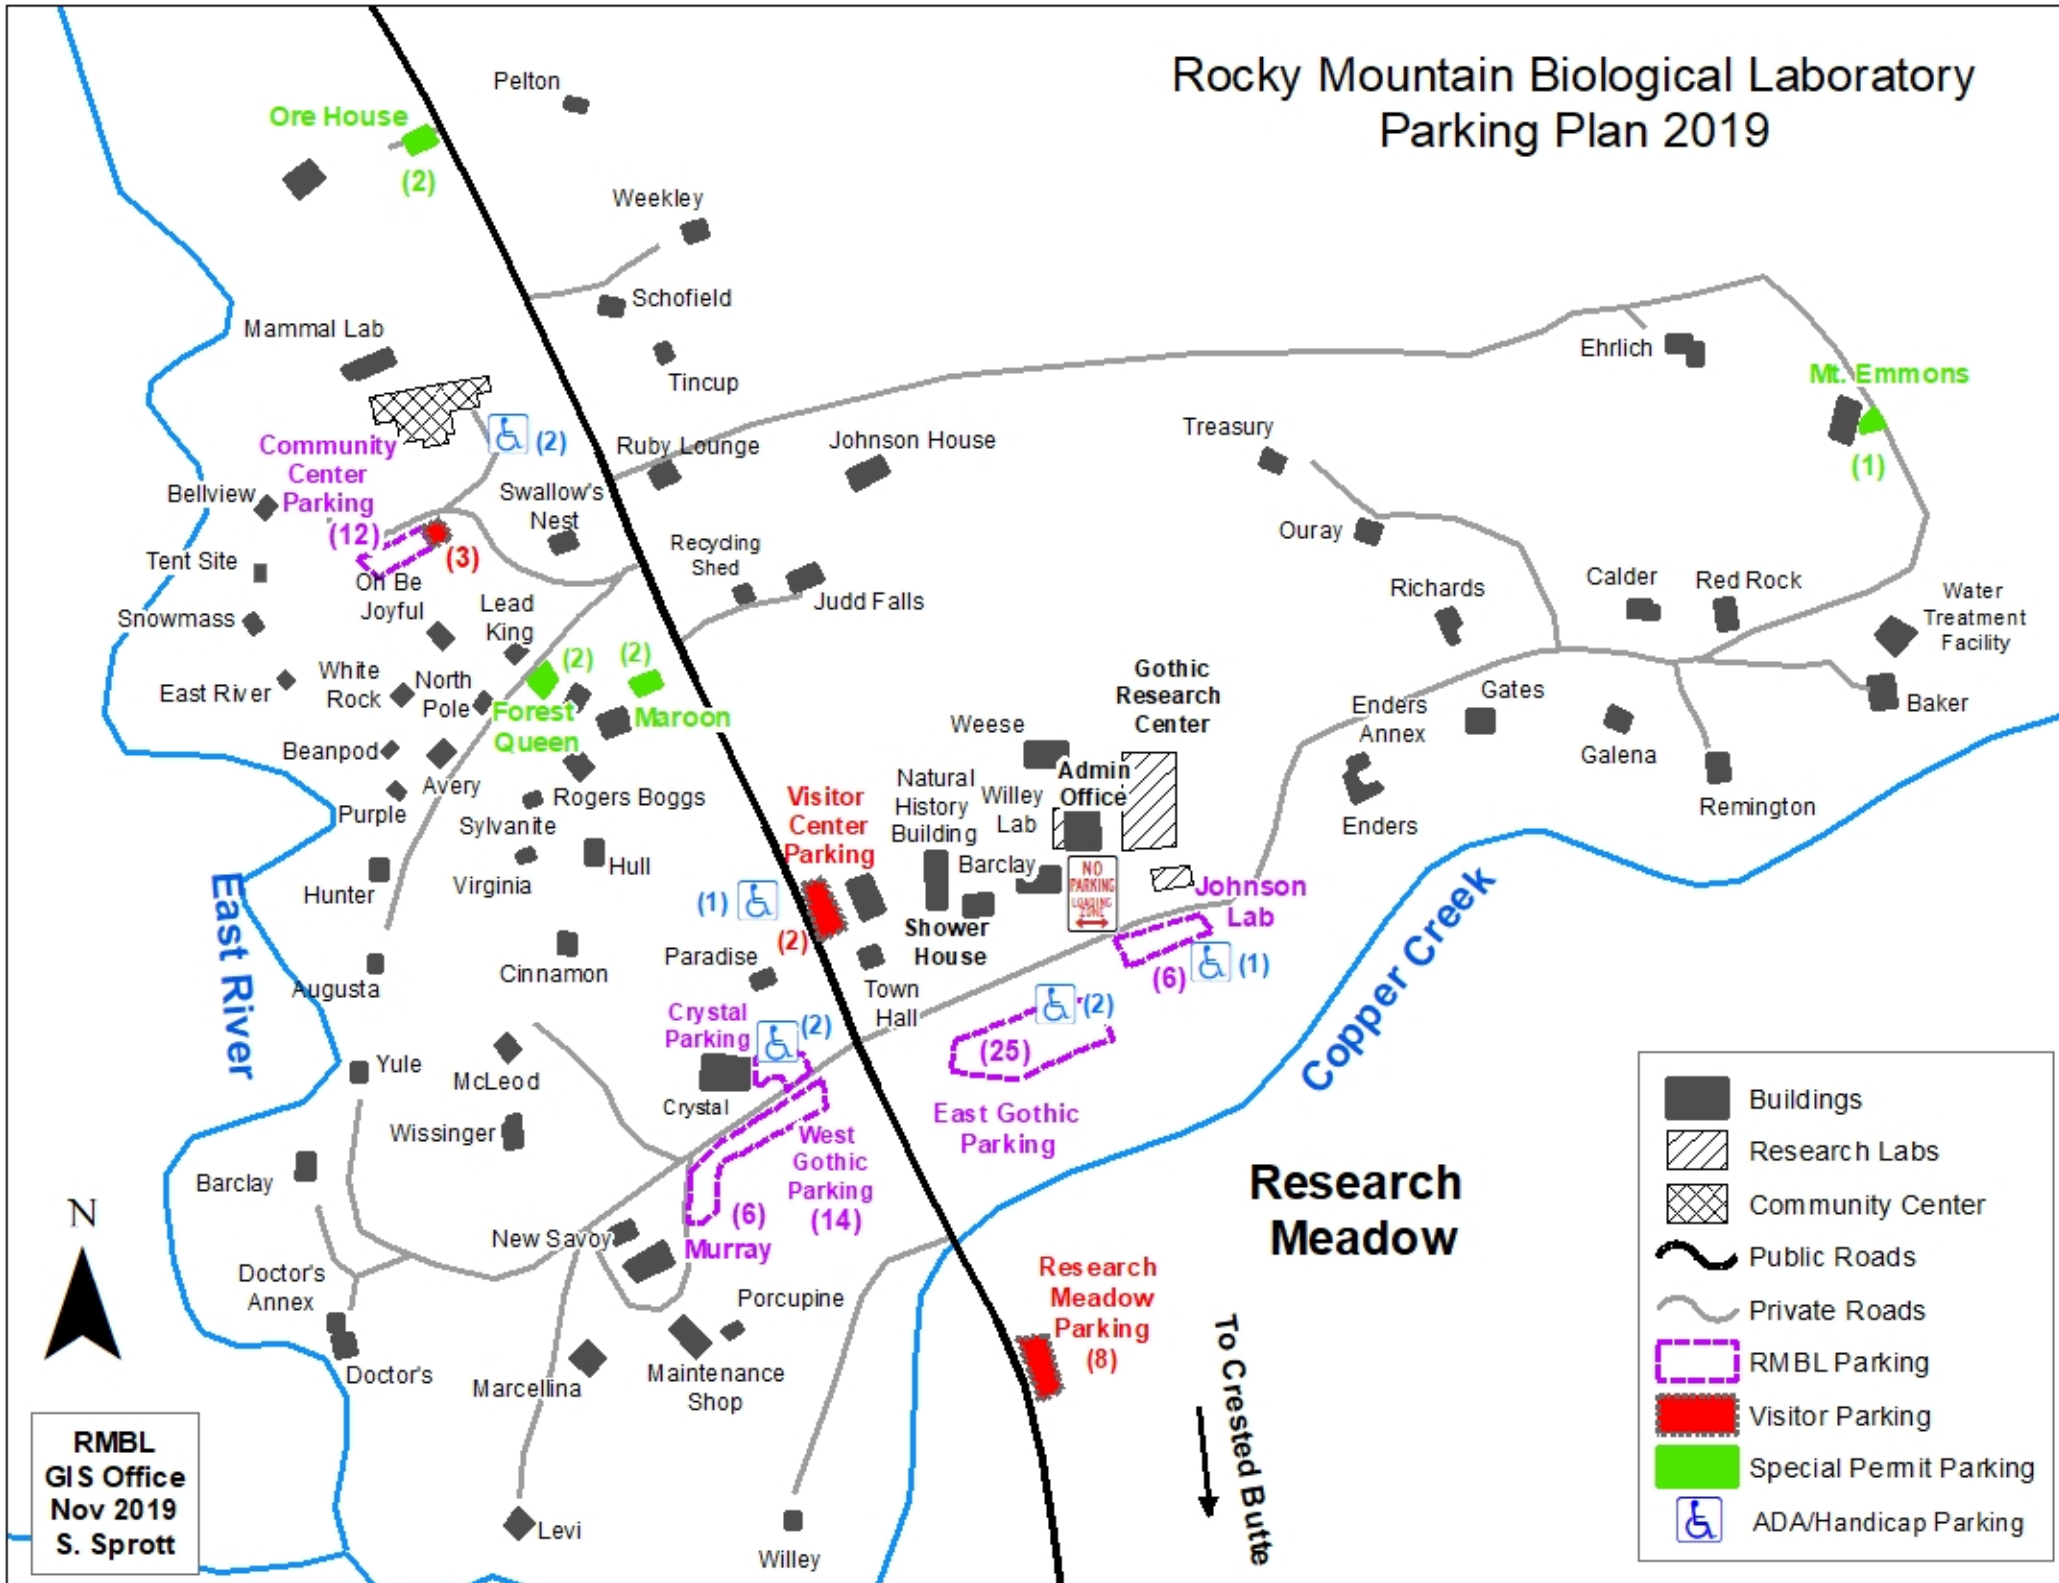 Rocky Mountain Biological Laboratory
Parking Plan 2019
Pelton
Ore House
(2)
Weekley
Schofield
Tincup
Mammal Lab
(2)
Community
Center
Parking
(12)
(3)
Bellview
Swallow's
Nest
Ruby Lounge
Johnson House
Treasury
Ehrlich
Mt. Emmons
(1)
Ouray
Tent Site
Oh Be
Joyful
Lead
King
Recycling
Shed
Judd Falls
Snowmass
Richards
Calder
Red Rock
Water
Treatment
Facility
East River
White
Rock
North
Pole
(2)
(2)
Forest
Queen
Maroon
Gothic
Research
Center
Weese
Enders
Annex
Gates
Galena
Baker
Beanpod
Avery
Purple
Rogers Boggs
Sylvanite
Visitor
Center
Parking
Natural
History
Building
Willey
Lab
Admin
Office
Enders
Remington
Hunter
Virginia
Hull
Barclay
NO
PARKING
LOADING
ZONE
Johnson
Lab
(1)
(2)
Shower
House
(6)
(1)
East River
Augusta
Cinnamon
Paradise
Town
Hall
Copper Creek
Crystal
Parking
(2)
(2)
(25)
Yule
McLeod
Crystal
East Gothic
Parking
Wissinger
West
Gothic
Parking
(14)
Barclay
(6)
Murray
New Savoy
Research
Meadow
N
Doctor's
Annex
Doctor's
Porcupine
Research
Meadow
Parking
(8)
Marcellina
Maintenance
Shop
To Crested Butte
Levi
Willey
RMBL
GIS Office
Nov 2019
S. Sprott
Buildings
Research Labs
Community Center
Public Roads
Private Roads
RMBL Parking
Visitor Parking
Special Permit Parking
ADA/Handicap Parking